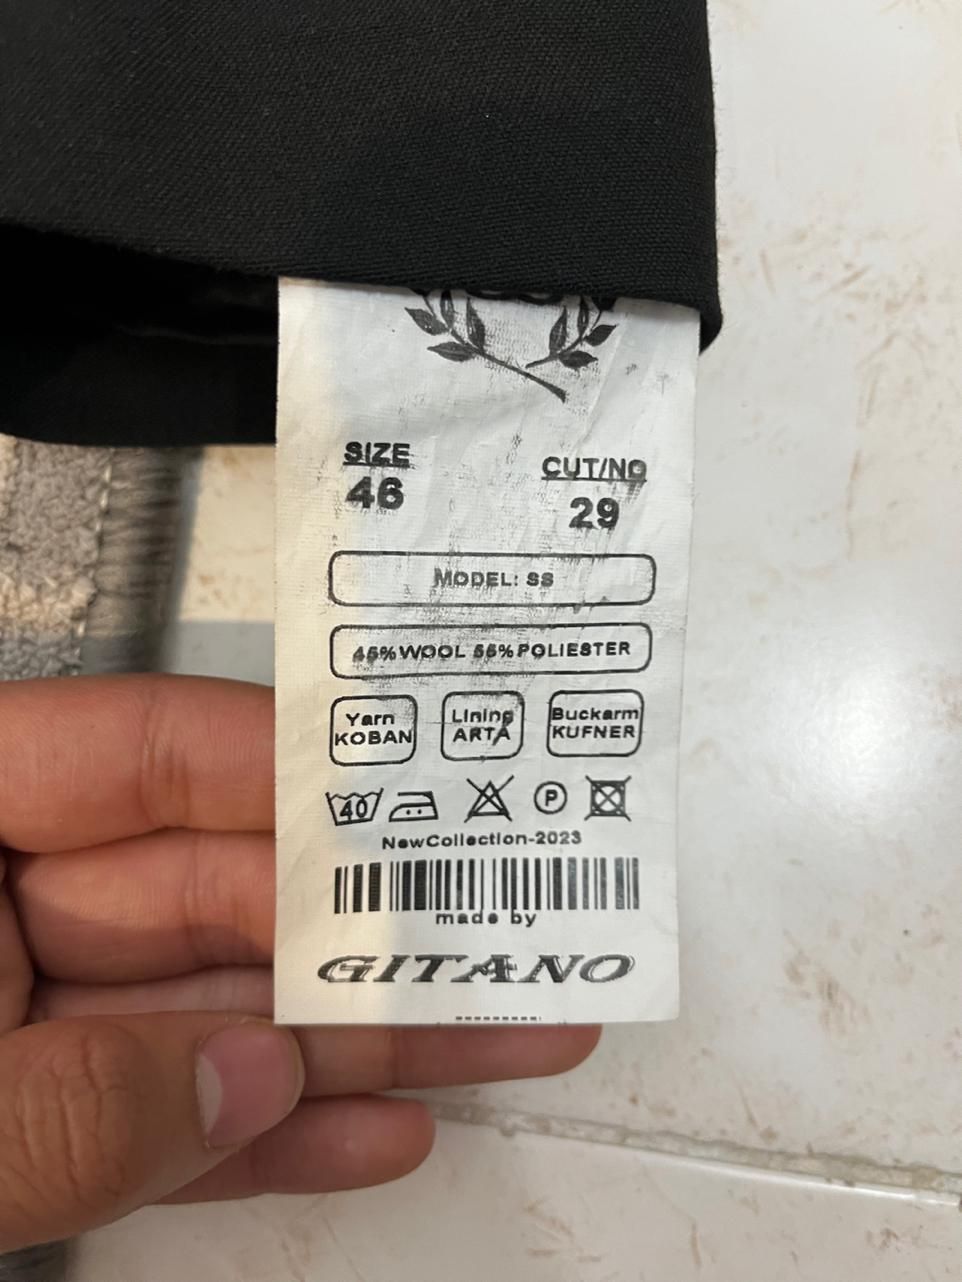 SIZE
46
CUT/NO
29
MODEL: SS
45%WOOL 55%POLIESTER
Yarn
KOBAN
Lining
ARTA
Buckarm
KUFNER
40
P
NewCollection-2023
made by
GITANO